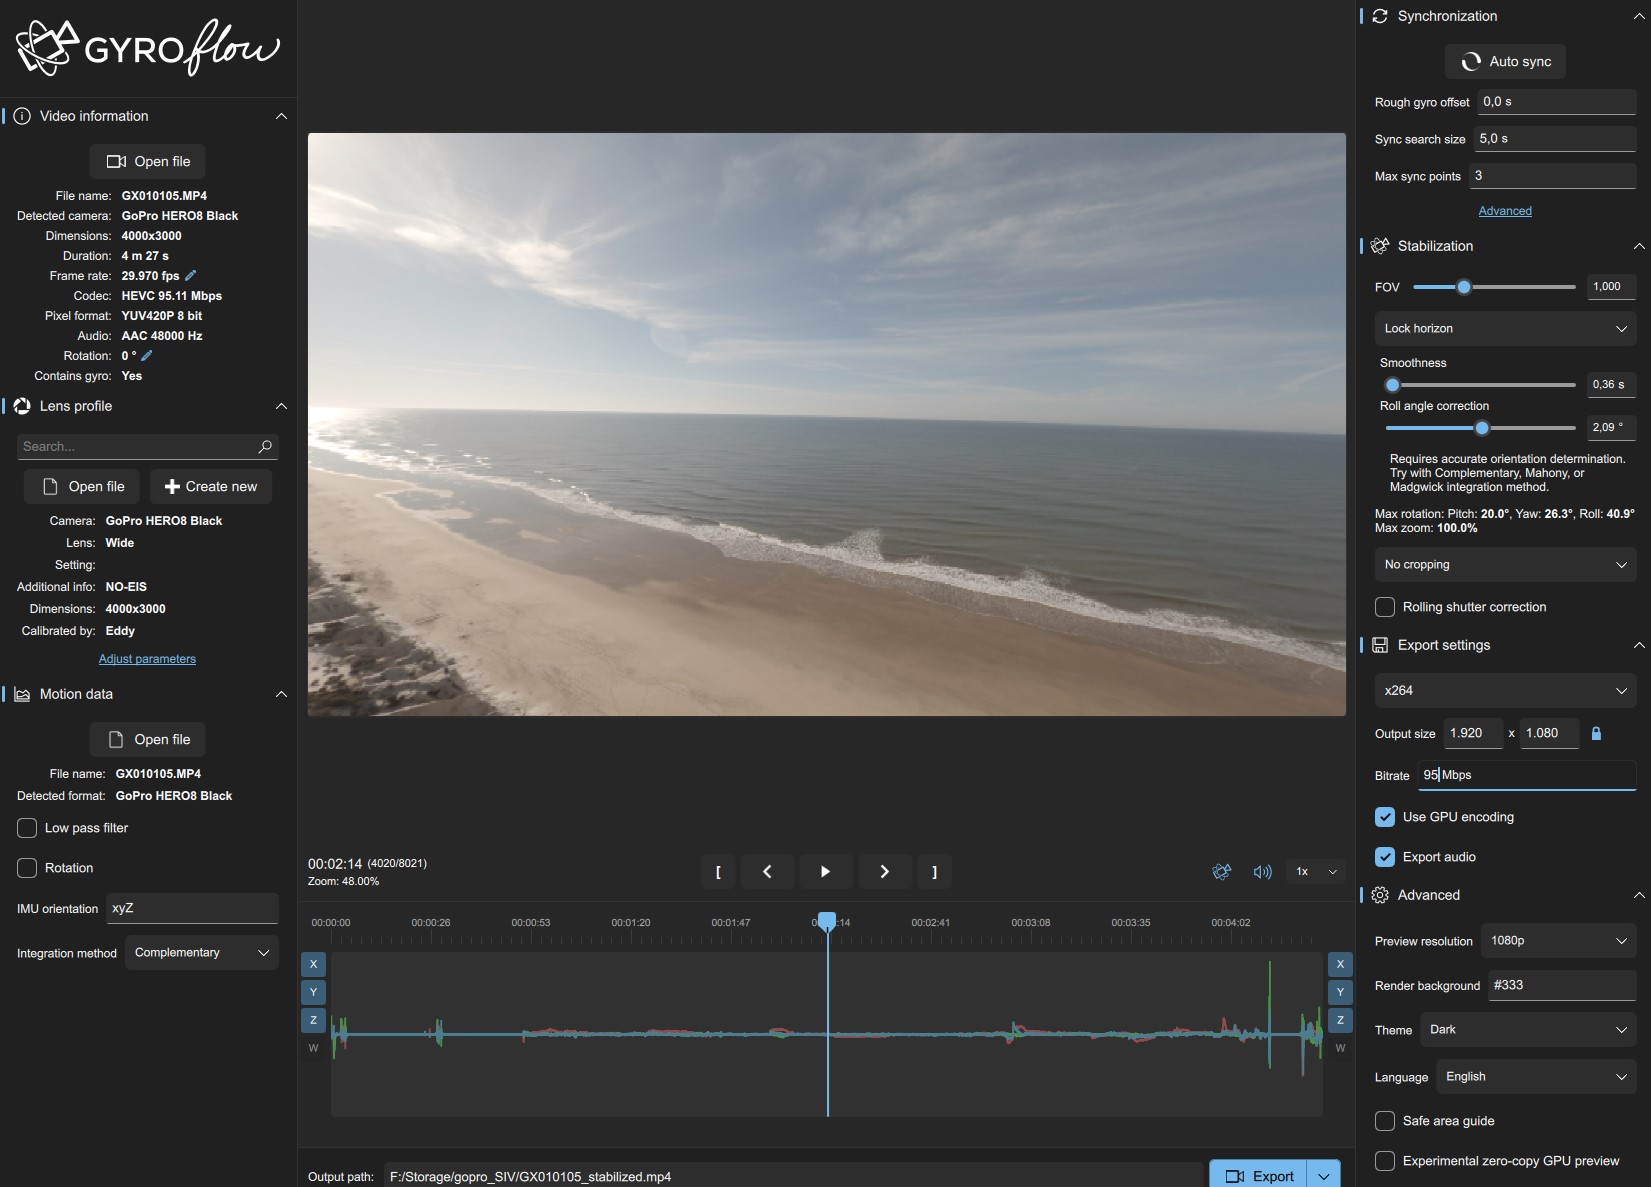 GYROflow
Video information
Open file
File name: GX010105.MP4
Detected camera: GoPro HERO8 Black
Dimensions: 4000x3000
Duration: 4 m 27 s
Frame rate: 29.970 fps
Codec: HEVC 95.11 Mbps
Pixel format: YUV420P 8 bit
Audio: AAC 48000 Hz
Rotation: 0 °
Contains gyro: Yes
Lens profile
Search...
Open file
Create new
Camera: GoPro HERO8 Black
Lens: Wide
Setting:
Additional info: NO-EIS
Dimensions: 4000x3000
Calibrated by: Eddy
Adjust parameters
Motion data
Open file
File name: GX010105.MP4
Detected format: GoPro HERO8 Black
Low pass filter
Rotation
IMU orientation xyZ
Integration method Complementary
00:02:14 (4020/8021)
Zoom: 48.00%
[
]
1x
00:00:00 00:00:26 00:00:53 00:01:20 00:01:47 :14 00:02:41 00:03:08 00:03:35 00:04:02
X
Y
Z
W
X
Y
Z
W
Output path: F:/Storage/gopro_SIV/GX010105_stabilized.mp4
Export
Synchronization
Auto sync
Rough gyro offset 0,0 s
Sync search size 5,0 s
Max sync points 3
Advanced
Stabilization
FOV 1,000
Lock horizon
Smoothness
0,36 s
Roll angle correction
2,09 °
Requires accurate orientation determination.
Try with Complementary, Mahony, or
Madgwick integration method.
Max rotation: Pitch: 20.0°, Yaw: 26.3°, Roll: 40.9°
Max zoom: 100.0%
No cropping
Rolling shutter correction
Export settings
x264
Output size 1.920 x 1.080
Bitrate 95 Mbps
Use GPU encoding
Export audio
Advanced
Preview resolution 1080p
Render background #333
Theme Dark
Language English
Safe area guide
Experimental zero-copy GPU preview